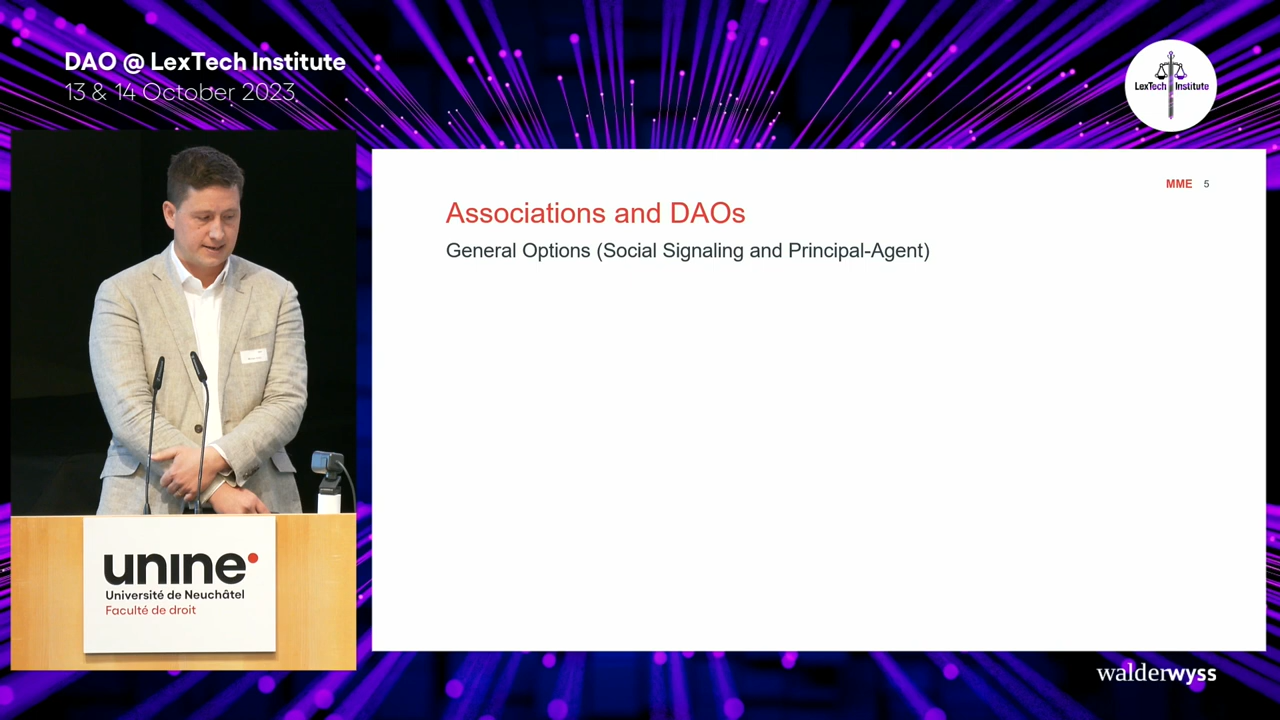 DAO @ LexTech Institute
13 & 14 October 2023
LexTech Institute
MME 5
Associations and DAOs
General Options (Social Signaling and Principal-Agent)
unine
Université de Neuchâtel
Faculté de droit
walderwyss